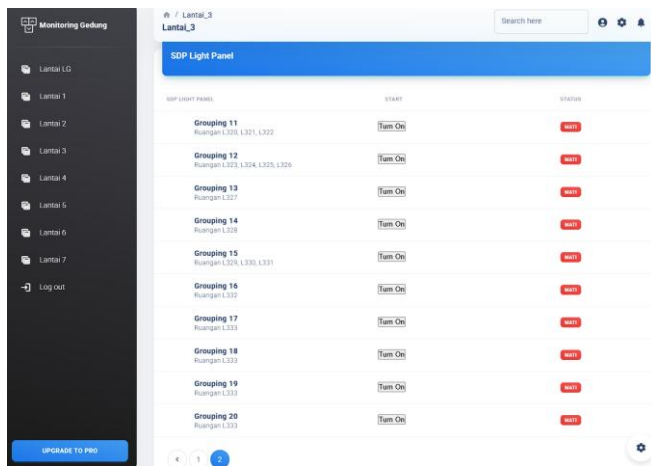 Monitoring Gedung
Lantai LG
Lantai 1
Lantai 2
Lantai 3
Lantai 4
Lantai 5
Lantai 6
Lantai 7
Log out
UPGRADE TO PRO
/ Lantai_3
Lantai_3
Search here
SDP Light Panel
SDP LIGHT PANEL START STATUS
Grouping 11 Turn On MATI
Ruangan L320, L321, L322
Grouping 12 Turn On MATI
Ruangan L323, L324, L325, L326
Grouping 13 Turn On MATI
Ruangan L327
Grouping 14 Turn On MATI
Ruangan L328
Grouping 15 Turn On MATI
Ruangan L329, L330, L331
Grouping 16 Turn On MATI
Ruangan L332
Grouping 17 Turn On MATI
Ruangan L333
Grouping 18 Turn On MATI
Ruangan L333
Grouping 19 Turn On MATI
Ruangan L333
Grouping 20 Turn On MATI
Ruangan L333
< 1 2